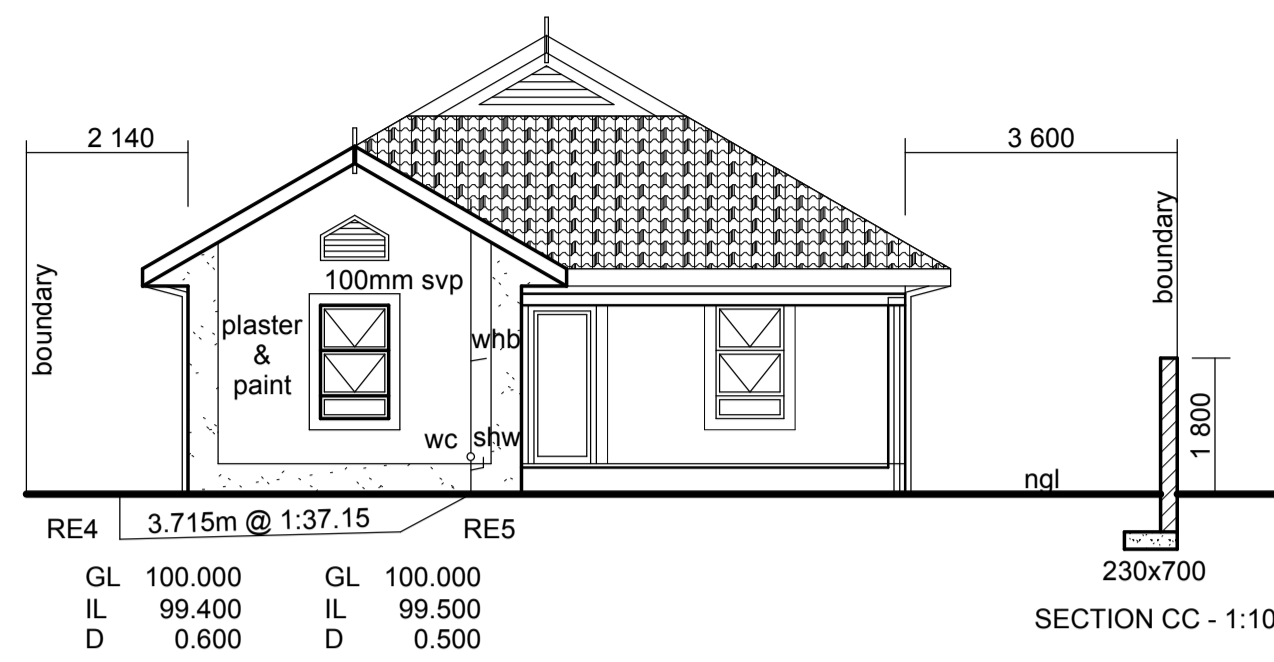 2 140
3 600
boundary
boundary
100mm svp
plaster
&
paint
whb
wc
shw
1 800
ngl
RE4
3.715m @ 1:37.15
RE5
GL 100.000
IL 99.400
D 0.600
GL 100.000
IL 99.500
D 0.500
230x700
SECTION CC - 1:10